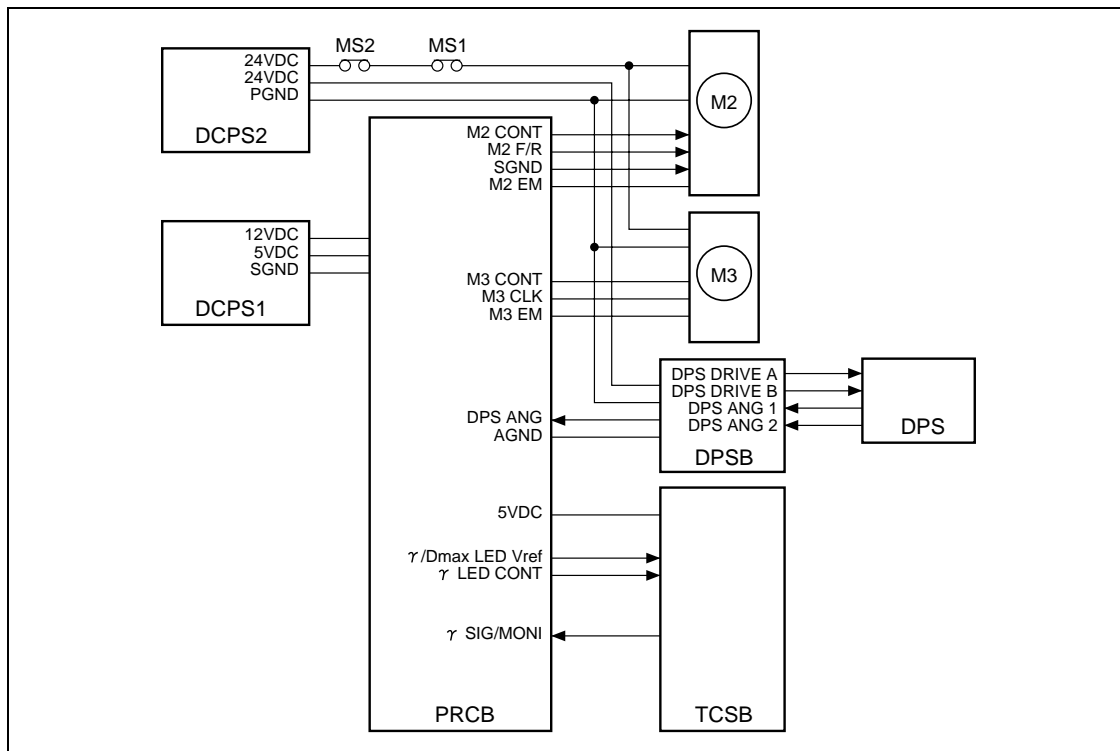 MS2 MS1
24VDC
24VDC
PGND
DCPS2
M2
M2 CONT
M2 F/R
SGND
M2 EM
12VDC
5VDC
SGND
DCPS1
M3
M3 CONT
M3 CLK
M3 EM
DPS DRIVE A
DPS DRIVE B
DPS ANG 1
DPS ANG 2
DPSB
DPS
DPS ANG
AGND
5VDC
γ/Dmax LED Vref
γ LED CONT
γ SIG/MONI
PRCB
TCSB